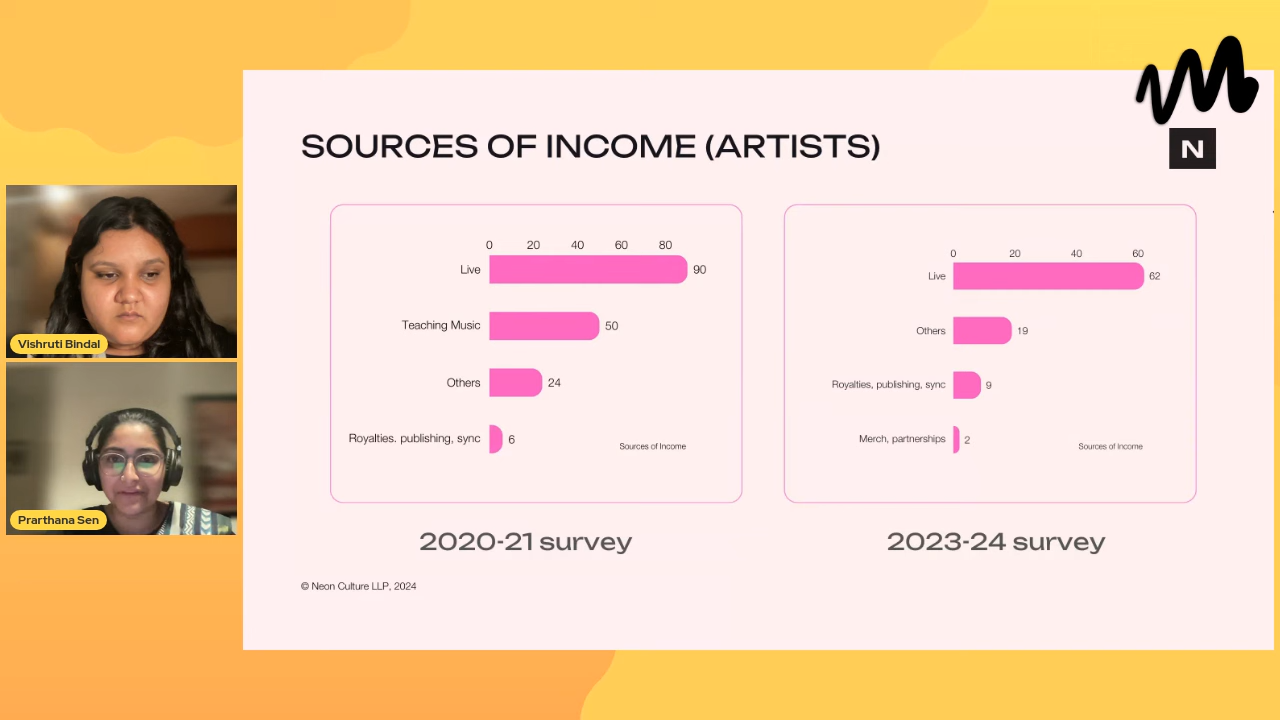 SOURCES OF INCOME (ARTISTS)
N
0 20 40 60 80
Live 90
Teaching Music 50
Others 24
Royalties. publishing, sync 6
Sources of Income
2020-21 survey
0 20 40 60
Live 62
Others 19
Royalties, publishing, sync 9
Merch, partnerships 2
Sources of Income
2023-24 survey
© Neon Culture LLP, 2024
Vishruti Bindal
Prarthana Sen